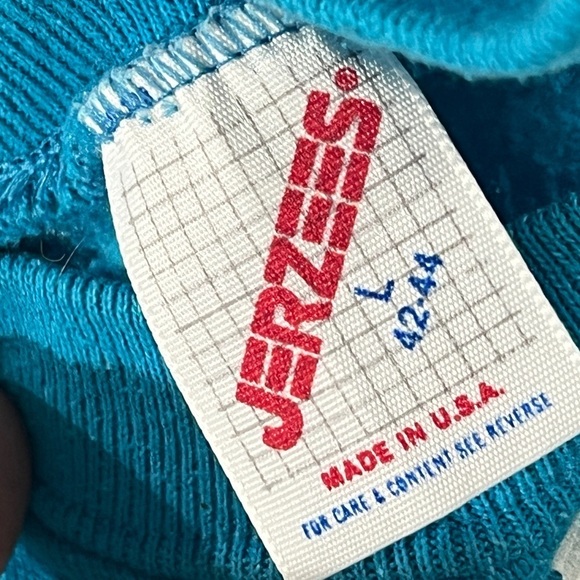 JERZEES®
L
42-44
MADE IN U.S.A.
FOR CARE & CONTENT SEE REVERSE